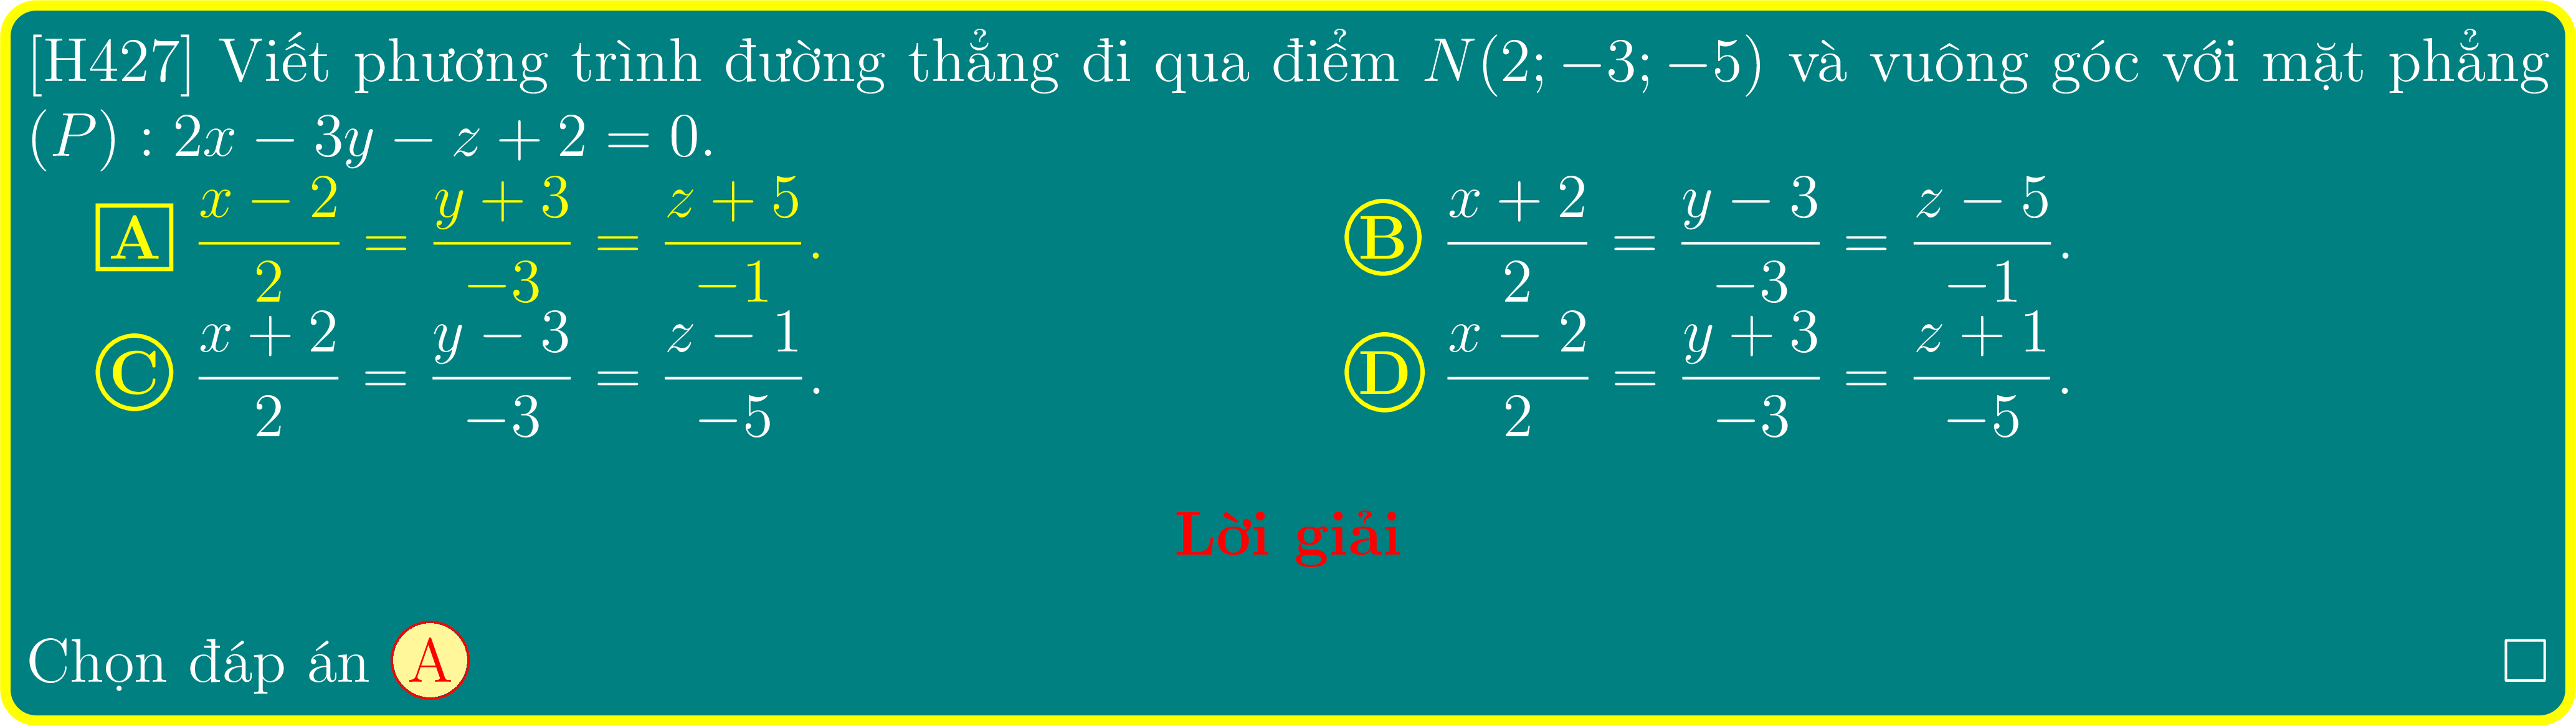 [H427] Viết phương trình đường thẳng đi qua điểm N(2; −3; −5) và vuông góc với mặt phẳng
(P) : 2x − 3y − z + 2 = 0.
A \frac{x − 2}{2} = \frac{y + 3}{−3} = \frac{z + 5}{−1}. B \frac{x + 2}{2} = \frac{y − 3}{−3} = \frac{z − 5}{−1}.
C \frac{x + 2}{2} = \frac{y − 3}{−3} = \frac{z − 1}{−5}. D \frac{x − 2}{2} = \frac{y + 3}{−3} = \frac{z + 1}{−5}.
Lời giải
Chọn đáp án A □